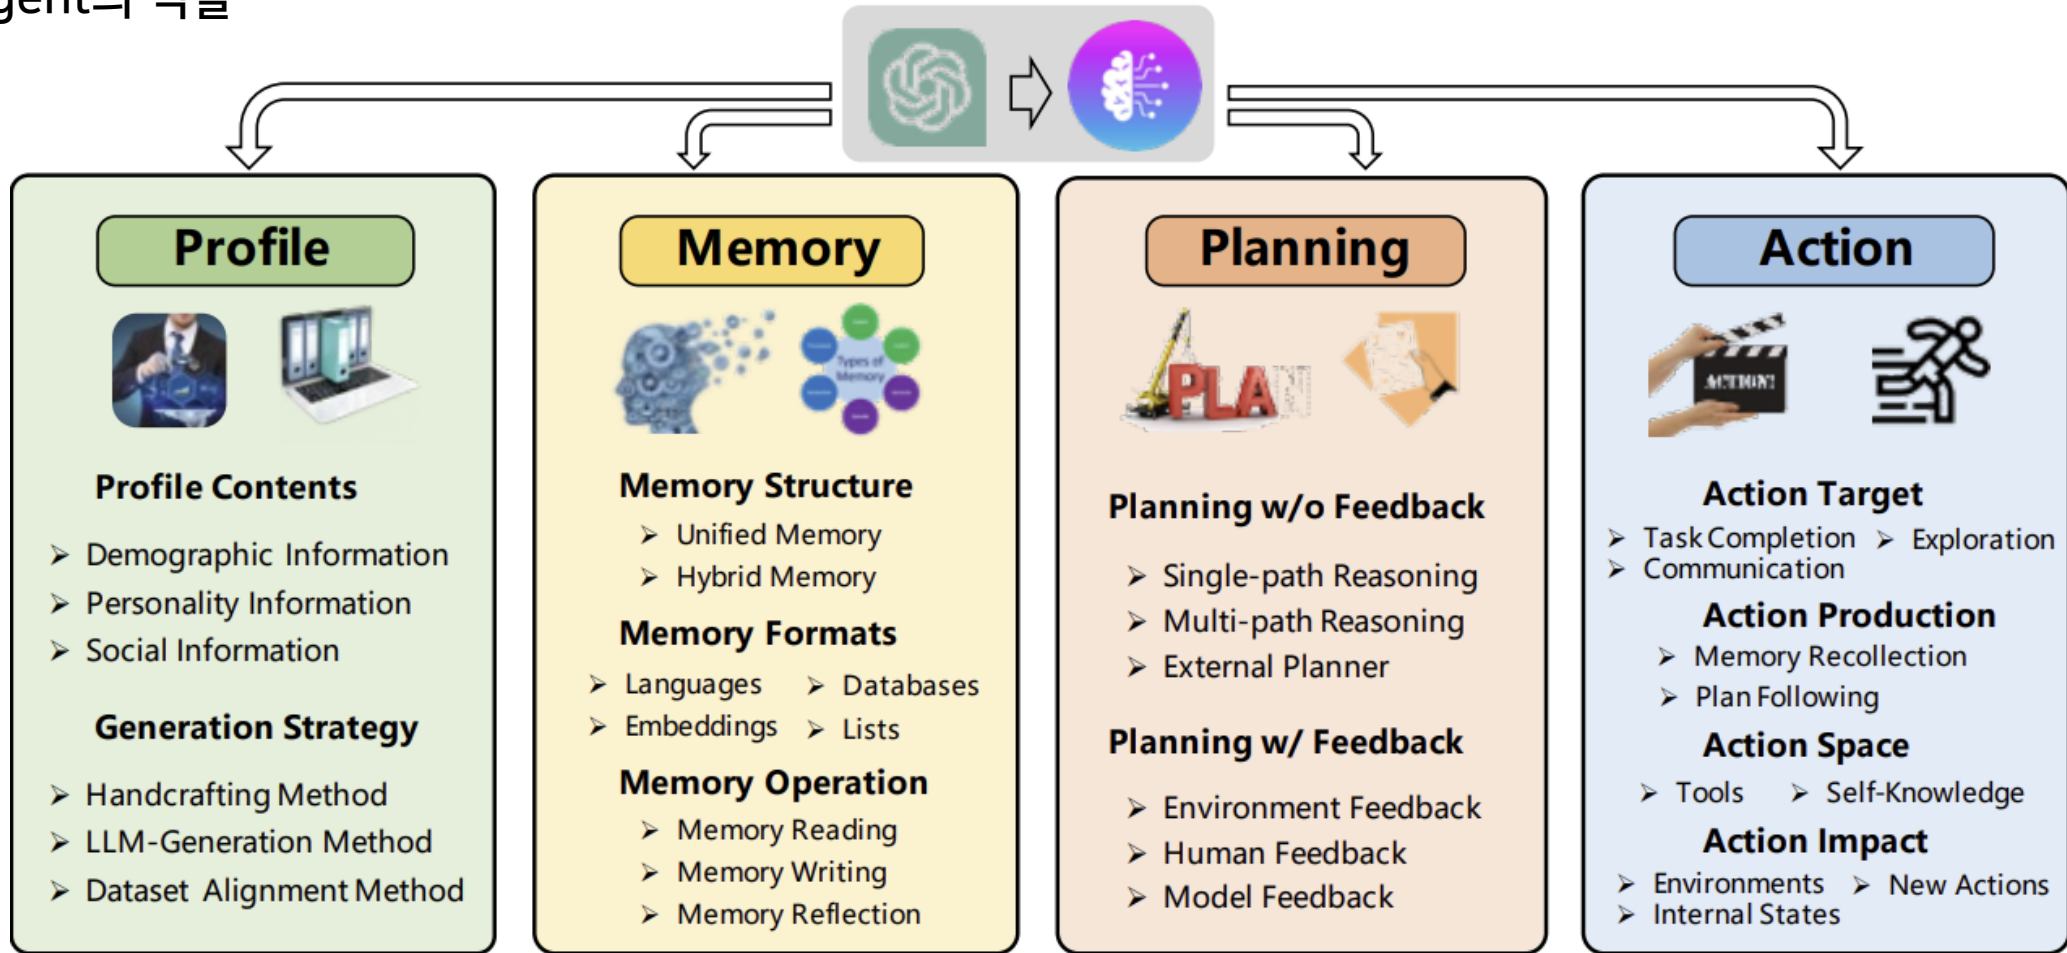 Profile
Profile Contents
➢ Demographic Information
➢ Personality Information
➢ Social Information
Generation Strategy
➢ Handcrafting Method
➢ LLM-Generation Method
➢ Dataset Alignment Method
Memory
Types of
Memory
Memory Structure
➢ Unified Memory
➢ Hybrid Memory
Memory Formats
➢ Languages ➢ Databases
➢ Embeddings ➢ Lists
Memory Operation
➢ Memory Reading
➢ Memory Writing
➢ Memory Reflection
Planning
PLAN
Planning w/o Feedback
➢ Single-path Reasoning
➢ Multi-path Reasoning
➢ External Planner
Planning w/ Feedback
➢ Environment Feedback
➢ Human Feedback
➢ Model Feedback
Action
ACTION!
Action Target
➢ Task Completion ➢ Exploration
➢ Communication
Action Production
➢ Memory Recollection
➢ Plan Following
Action Space
➢ Tools ➢ Self-Knowledge
Action Impact
➢ Environments ➢ New Actions
➢ Internal States